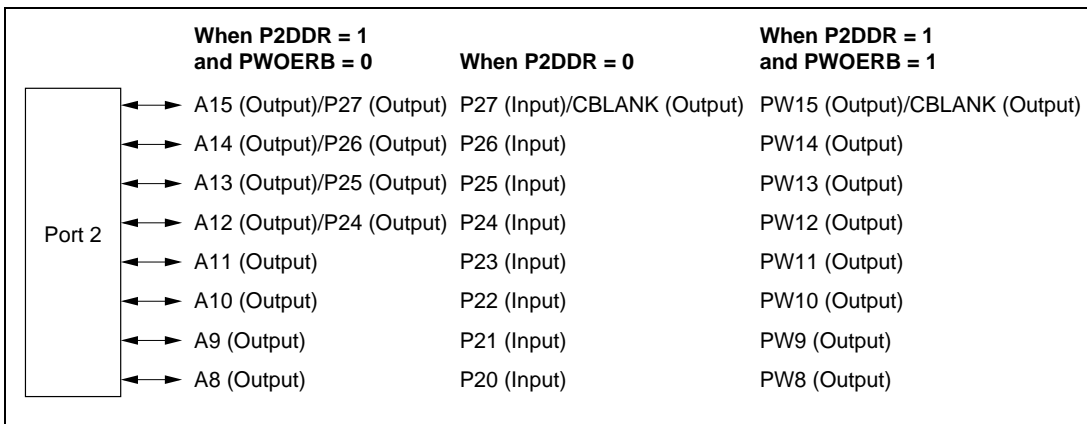 When P2DDR = 1
and PWOERB = 0
When P2DDR = 0
When P2DDR = 1
and PWOERB = 1
Port 2
A15 (Output)/P27 (Output) P27 (Input)/CBLANK (Output) PW15 (Output)/CBLANK (Output)
A14 (Output)/P26 (Output) P26 (Input) PW14 (Output)
A13 (Output)/P25 (Output) P25 (Input) PW13 (Output)
A12 (Output)/P24 (Output) P24 (Input) PW12 (Output)
A11 (Output) P23 (Input) PW11 (Output)
A10 (Output) P22 (Input) PW10 (Output)
A9 (Output) P21 (Input) PW9 (Output)
A8 (Output) P20 (Input) PW8 (Output)